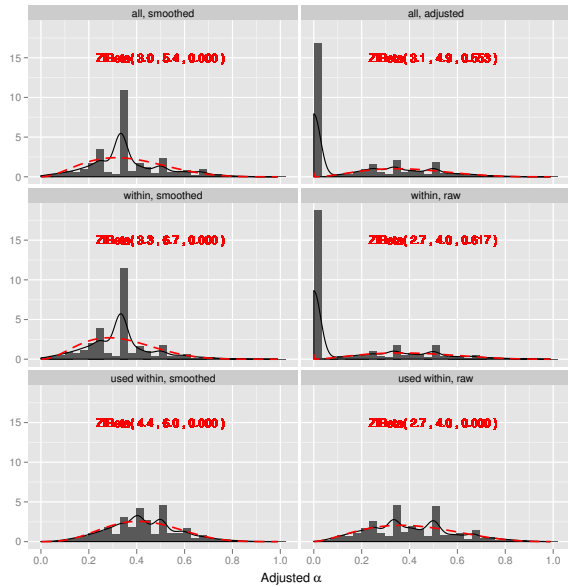 all, smoothed
all, adjusted
ZIBeta( 3.0 , 5.4 , 0.000 )
ZIBeta( 3.1 , 4.9 , 0.553 )
15
10
5
0
within, smoothed
within, raw
ZIBeta( 3.3 , 6.7 , 0.000 )
ZIBeta( 2.7 , 4.0 , 0.617 )
15
10
5
0
used within, smoothed
used within, raw
ZIBeta( 4.4 , 6.0 , 0.000 )
ZIBeta( 2.7 , 4.0 , 0.000 )
15
10
5
0
0.0 0.2 0.4 0.6 0.8 1.0 0.0 0.2 0.4 0.6 0.8 1.0
Adjusted α